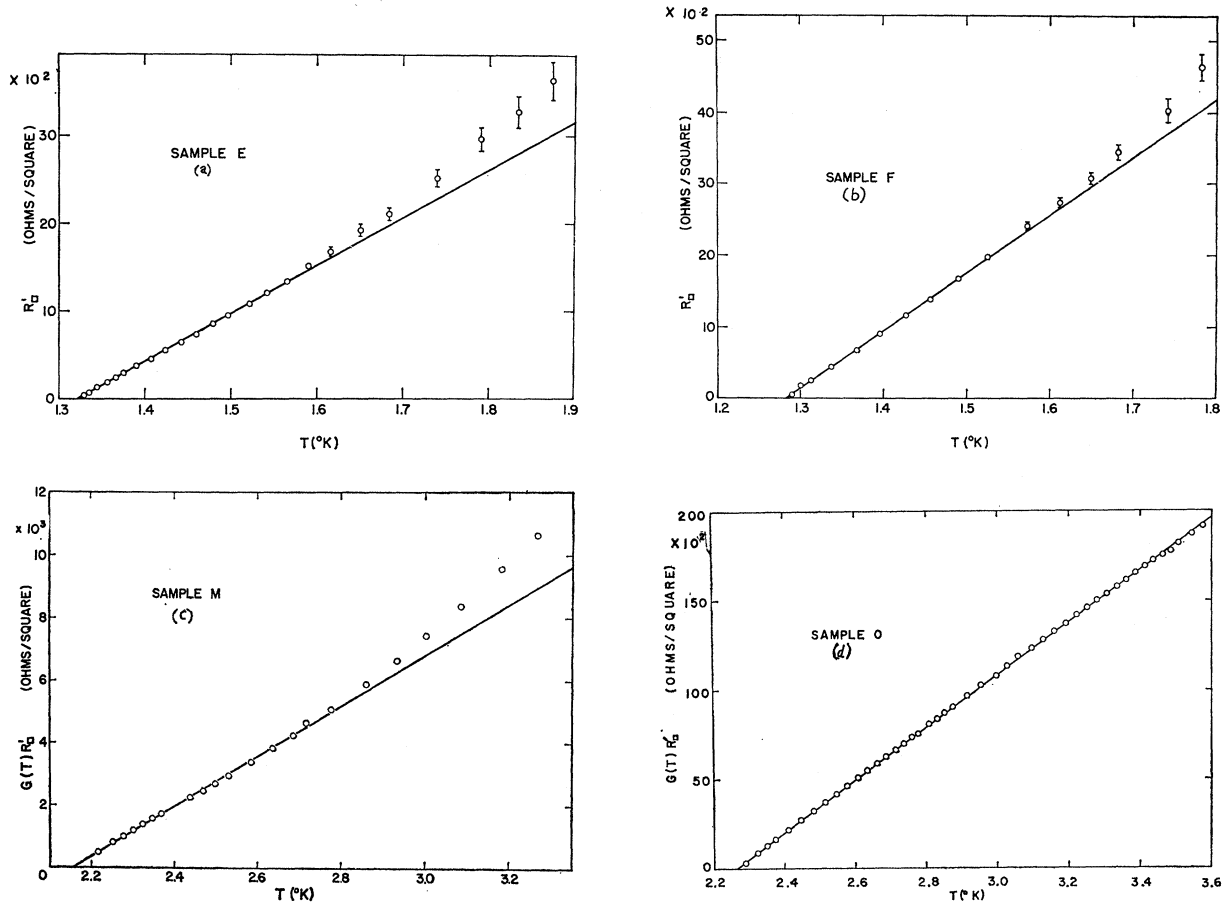 X 10²
30
20
10
0
R'□ (OHMS/SQUARE)
SAMPLE E
(a)
1.3 1.4 1.5 1.6 1.7 1.8 1.9
T (°K)
X 10⁻²
50
40
30
20
10
0
R'□ (OHMS/SQUARE)
SAMPLE F
(b)
1.2 1.3 1.4 1.5 1.6 1.7 1.8
T (°K)
12
x 10³
10
8
6
4
2
0
G(T) R'□ (OHMS/SQUARE)
SAMPLE M
(C)
2.2 2.4 2.6 2.8 3.0 3.2
T (°K)
200
X 10²
150
100
50
0
G(T) R'□ (OHMS/SQUARE)
SAMPLE O
(d)
2.2 2.4 2.6 2.8 3.0 3.2 3.4 3.6
T (°K)